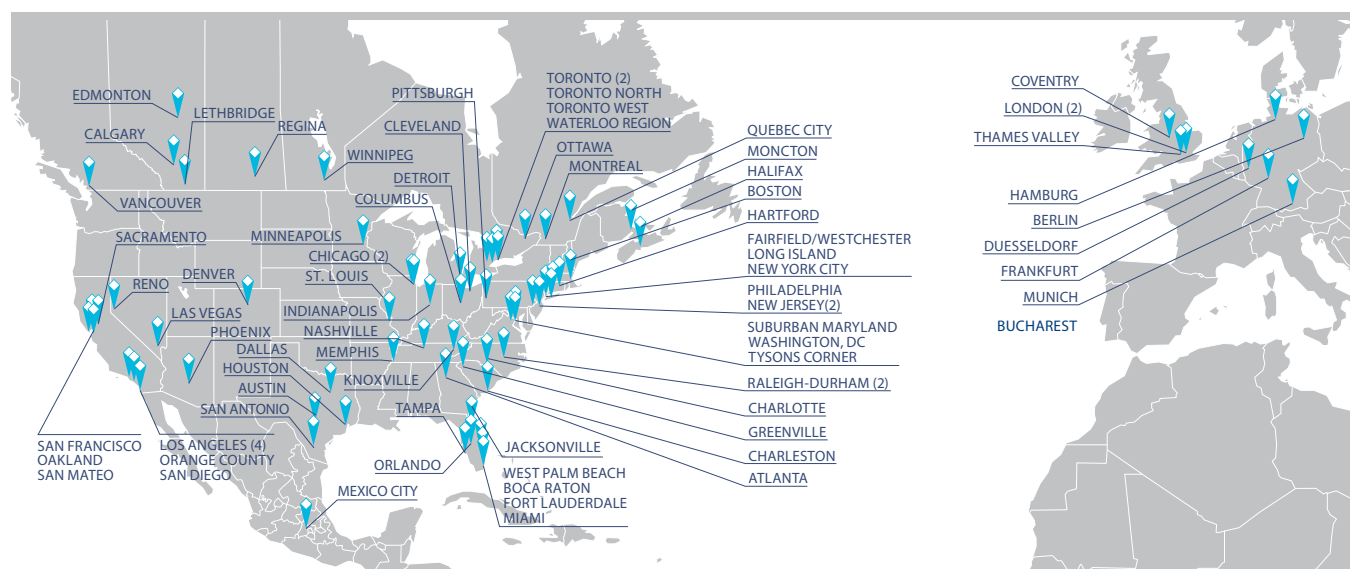 EDMONTON
LETHBRIDGE
CALGARY
REGINA
WINNIPEG
VANCOUVER
SACRAMENTO
MINNEAPOLIS
CHICAGO (2)
ST. LOUIS
DENVER
RENO
INDIANAPOLIS
LAS VEGAS
PHOENIX
NASHVILLE
DALLAS
MEMPHIS
HOUSTON
KNOXVILLE
AUSTIN
SAN ANTONIO
TAMPA
SAN FRANCISCO
OAKLAND
SAN MATEO
LOS ANGELES (4)
ORANGE COUNTY
SAN DIEGO
ORLANDO
MEXICO CITY
PITTSBURGH
CLEVELAND
DETROIT
COLUMBUS
TORONTO (2)
TORONTO NORTH
TORONTO WEST
WATERLOO REGION
OTTAWA
MONTREAL
QUEBEC CITY
MONCTON
HALIFAX
BOSTON
HARTFORD
FAIRFIELD/WESTCHESTER
LONG ISLAND
NEW YORK CITY
PHILADELPHIA
NEW JERSEY(2)
SUBURBAN MARYLAND
WASHINGTON, DC
TYSONS CORNER
RALEIGH-DURHAM (2)
CHARLOTTE
GREENVILLE
CHARLESTON
ATLANTA
JACKSONVILLE
WEST PALM BEACH
BOCA RATON
FORT LAUDERDALE
MIAMI
COVENTRY
LONDON (2)
THAMES VALLEY
HAMBURG
BERLIN
DUESSELDORF
FRANKFURT
MUNICH
BUCHAREST